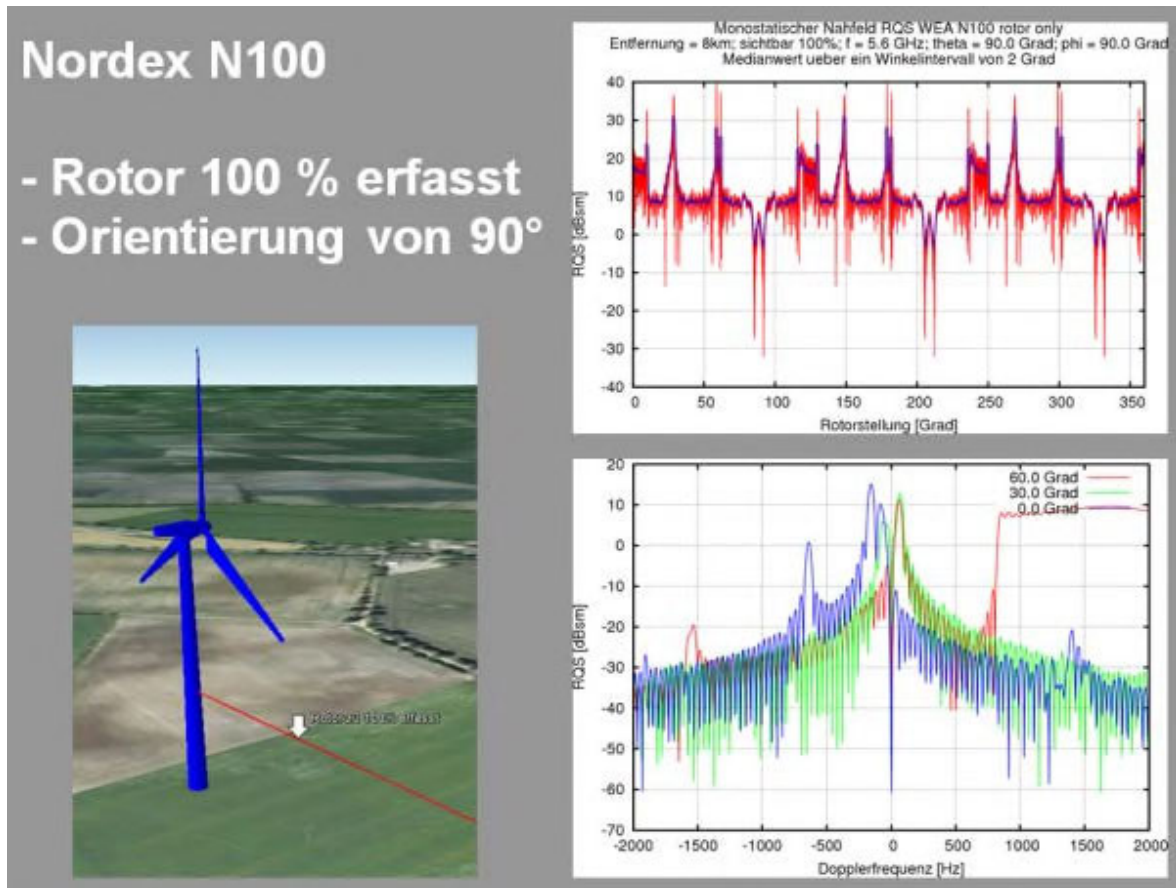 Nordex N100
- Rotor 100 % erfasst
- Orientierung von 90°
Monostatischer Nahfeld RQS WEA N100 rotor only
Entfernung = 8km; sichtbar 100%; f = 5.6 GHz; theta = 90.0 Grad; phi = 90.0 Grad
Medianwert ueber ein Winkelintervall von 2 Grad
40
30
20
10
0
-10
-20
-30
-40
RQS [dBsm]
0 50 100 150 200 250 300 350
Rotorstellung [Grad]
100% erfasst
20
10
0
-10
-20
-30
-40
-50
-60
-70
RQS [dBsm]
60.0 Grad
30.0 Grad
0.0 Grad
-2000 -1500 -1000 -500 0 500 1000 1500 2000
Dopplerfrequenz [Hz]